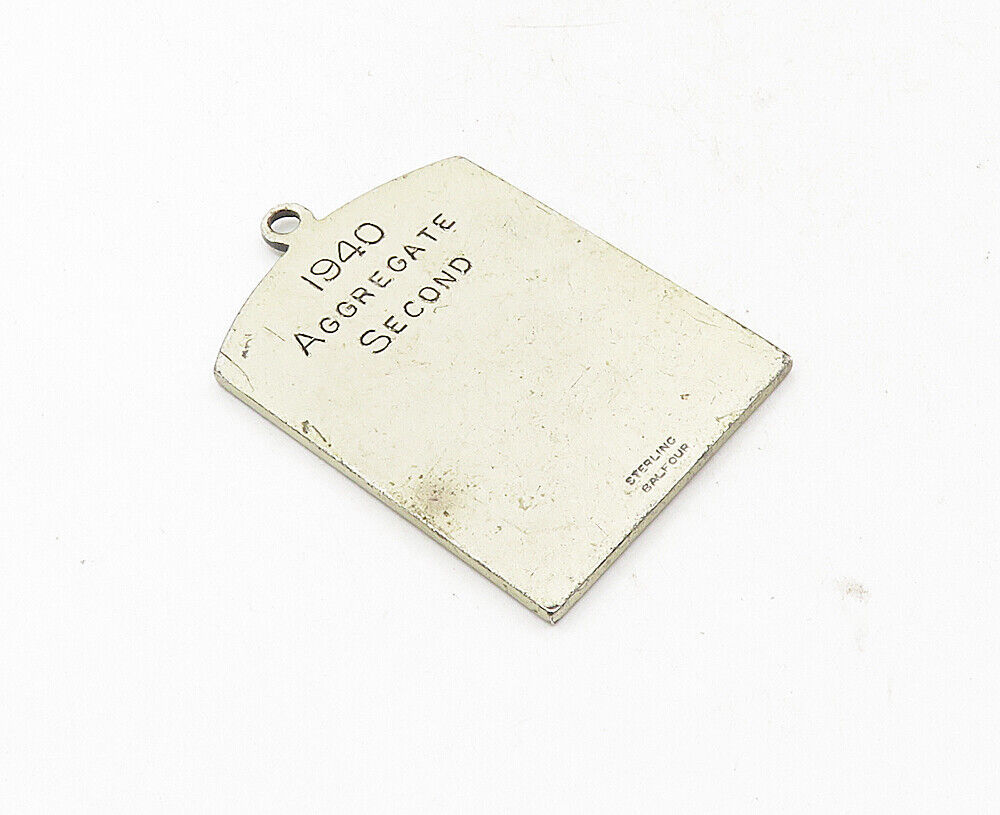 1940
AGGREGATE
SECOND
STERLING
BALFOUR